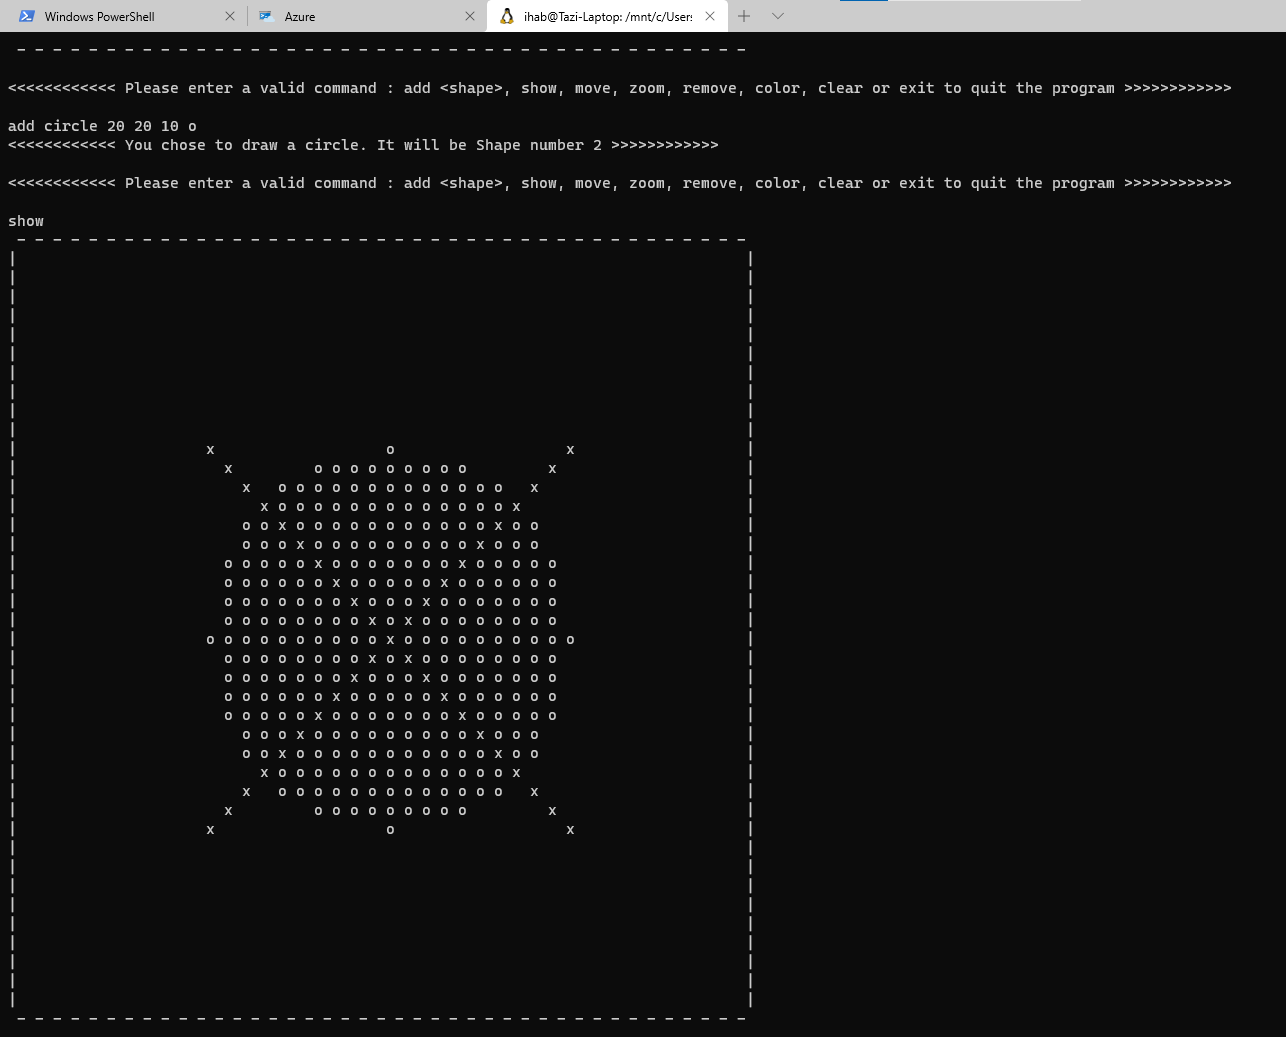 Windows PowerShell
Azure
ihab@Tazi-Laptop: /mnt/c/User:
 - - - - - - - - - - - - - - - - - - - - - - - - - - - - - - - - - - - - - - - - -
<<<<<<<<<<<< Please enter a valid command : add <shape>, show, move, zoom, remove, color, clear or exit to quit the program >>>>>>>>>>>>
add circle 20 20 10 o
<<<<<<<<<<<< You chose to draw a circle. It will be Shape number 2 >>>>>>>>>>>>
<<<<<<<<<<<< Please enter a valid command : add <shape>, show, move, zoom, remove, color, clear or exit to quit the program >>>>>>>>>>>>
show
 - - - - - - - - - - - - - - - - - - - - - - - - - - - - - - - - - - - - - - - - -
|                     x                   o                   x                   |
|                       x         o o o o o o o o o         x                     |
|                         x   o o o o o o o o o o o o o   x                       |
|                           x o o o o o o o o o o o o o x                         |
|                         o o x o o o o o o o o o o o x o o                       |
|                         o o o x o o o o o o o o o x o o o                       |
|                       o o o o o x o o o o o o o x o o o o o                     |
|                       o o o o o o x o o o o o x o o o o o o                     |
|                       o o o o o o o x o o o x o o o o o o o                     |
|                       o o o o o o o o x o x o o o o o o o o                     |
|                     o o o o o o o o o o x o o o o o o o o o o                   |
|                       o o o o o o o o x o x o o o o o o o o                     |
|                       o o o o o o o x o o o x o o o o o o o                     |
|                       o o o o o o x o o o o o x o o o o o o                     |
|                       o o o o o x o o o o o o o x o o o o o                     |
|                         o o o x o o o o o o o o o x o o o                       |
|                         o o x o o o o o o o o o o o x o o                       |
|                           x o o o o o o o o o o o o o x                         |
|                         x   o o o o o o o o o o o o o   x                       |
|                       x         o o o o o o o o o         x                     |
|                     x                   o                   x                   |
 - - - - - - - - - - - - - - - - - - - - - - - - - - - - - - - - - - - - - - - - -